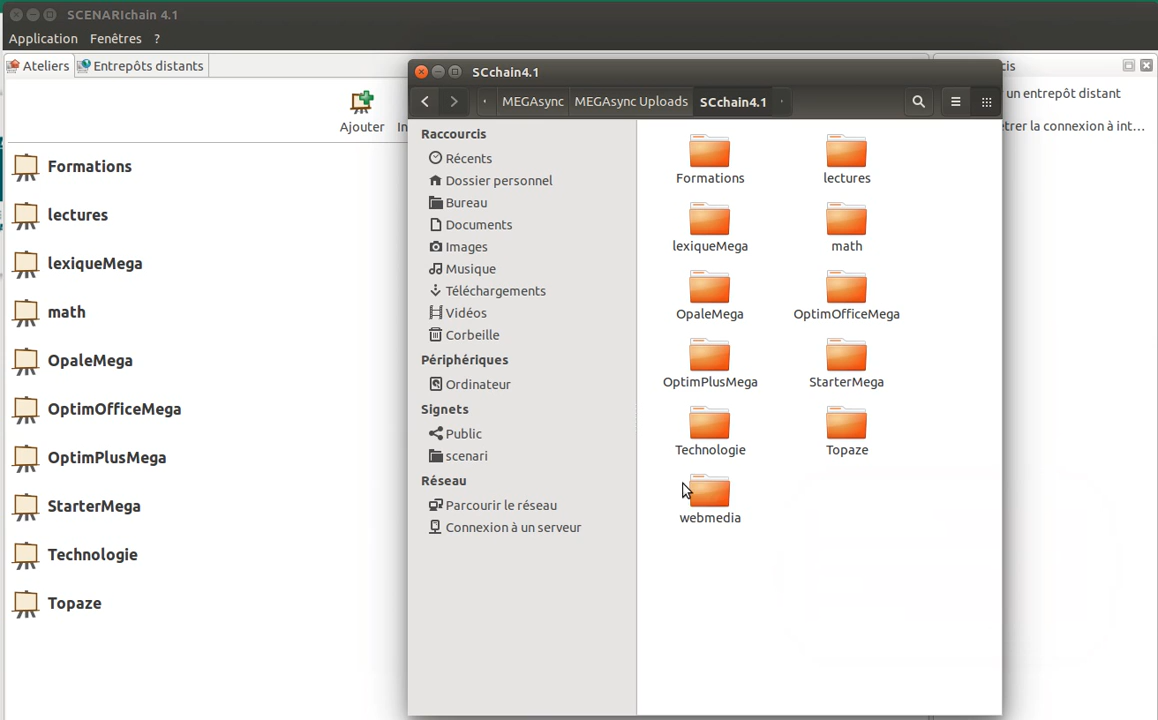 SCENARIchain 4.1
Application Fenêtres ?
Ateliers Entrepôts distants
Ajouter
Formations
lectures
lexiqueMega
math
OpaleMega
OptimOfficeMega
OptimPlusMega
StarterMega
Technologie
Topaze
SCchain4.1
MEGAsync MEGAsync Uploads SCchain4.1
Raccourcis
Récents
Dossier personnel
Bureau
Documents
Images
Musique
Téléchargements
Vidéos
Corbeille
Périphériques
Ordinateur
Signets
Public
scenari
Réseau
Parcourir le réseau
Connexion à un serveur
Formations lectures
lexiqueMega math
OpaleMega OptimOfficeMega
OptimPlusMega StarterMega
Technologie Topaze
webmedia
un entrepôt distant
la connexion à int...